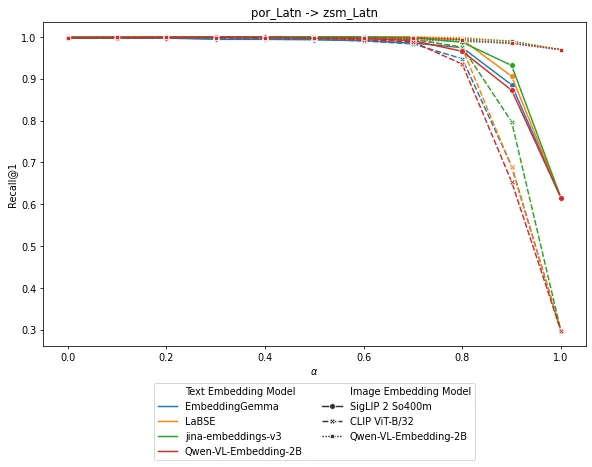 por_Latn -> zsm_Latn
Recall@1
1.0
0.9
0.8
0.7
0.6
0.5
0.4
0.3
0.0 0.2 0.4 0.6 0.8 1.0
α
Text Embedding Model
EmbeddingGemma
LaBSE
jina-embeddings-v3
Qwen-VL-Embedding-2B
Image Embedding Model
SigLIP 2 So400m
CLIP ViT-B/32
Qwen-VL-Embedding-2B